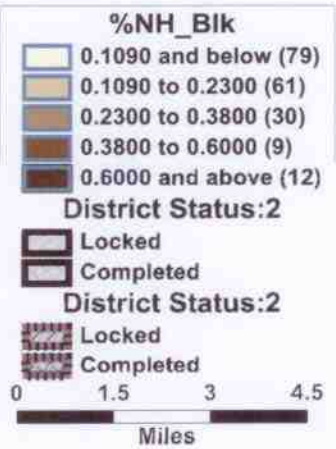 %NH_Blk
0.1090 and below (79)
0.1090 to 0.2300 (61)
0.2300 to 0.3800 (30)
0.3800 to 0.6000 (9)
0.6000 and above (12)
District Status:2
Locked
Completed
District Status:2
Locked
Completed
0 1.5 3 4.5
Miles